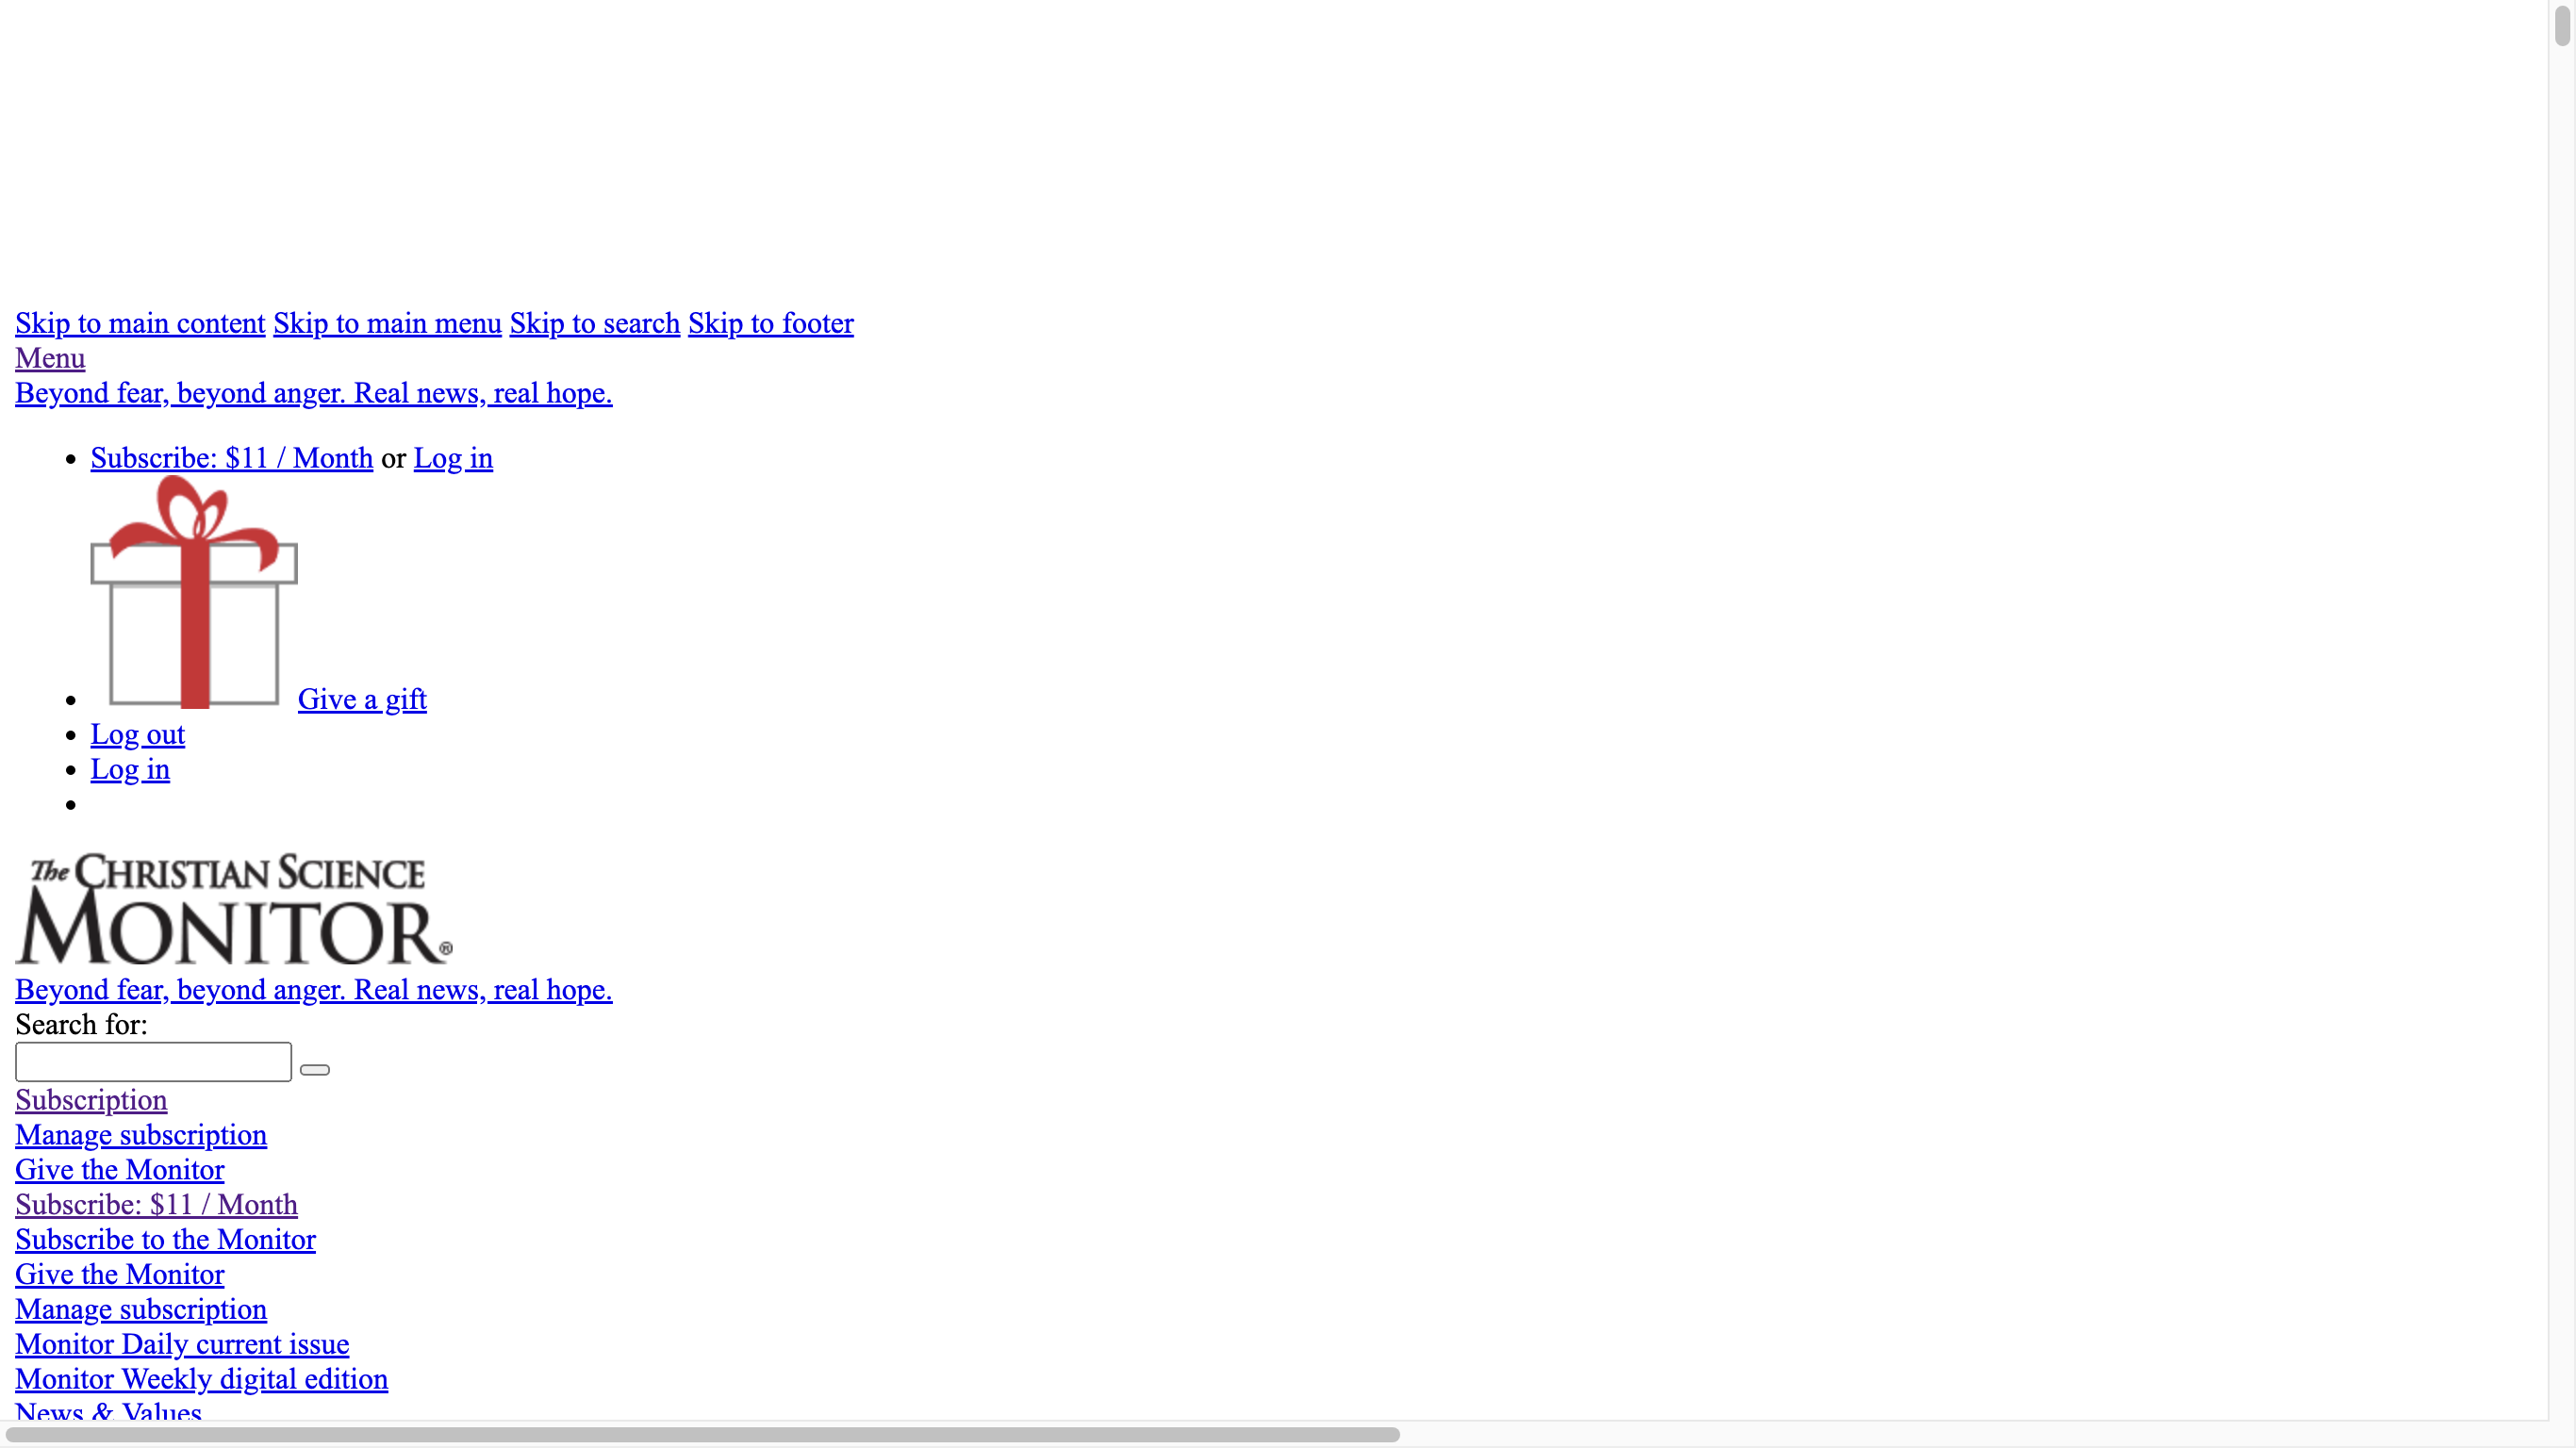 Skip to main content Skip to main menu Skip to search Skip to footer
Menu
Beyond fear, beyond anger. Real news, real hope.
Subscribe: $11 / Month or Log in
Give a gift
Log out
Log in
The CHRISTIAN SCIENCE
MONITOR®
Beyond fear, beyond anger. Real news, real hope.
Search for:
Subscription
Manage subscription
Give the Monitor
Subscribe: $11 / Month
Subscribe to the Monitor
Give the Monitor
Manage subscription
Monitor Daily current issue
Monitor Weekly digital edition
News & Values